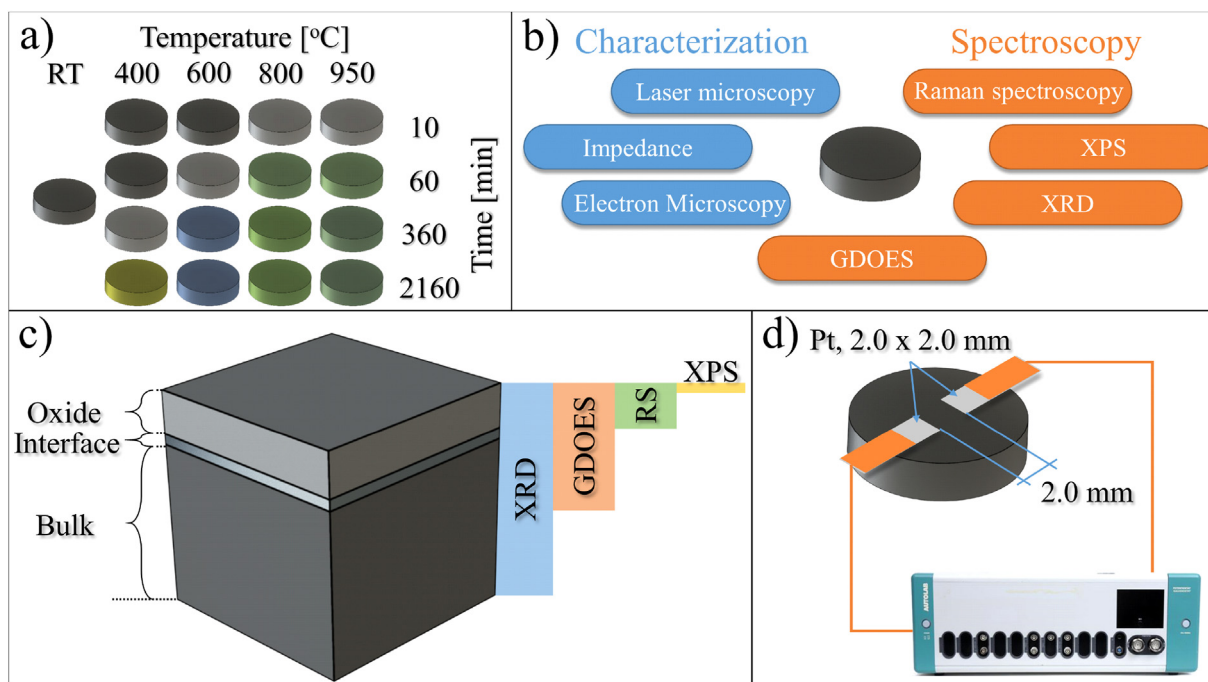 a)
Temperature [°C]
RT 400 600 800 950
10
60
360
2160
Time [min]
b)
Characterization
Spectroscopy
Laser microscopy
Raman spectroscopy
Impedance
XPS
Electron Microscopy
XRD
GDOES
c)
Oxide
Interface
Bulk
XRD
GDOES
RS
XPS
d)
Pt, 2.0 x 2.0 mm
2.0 mm
AUTOLAB